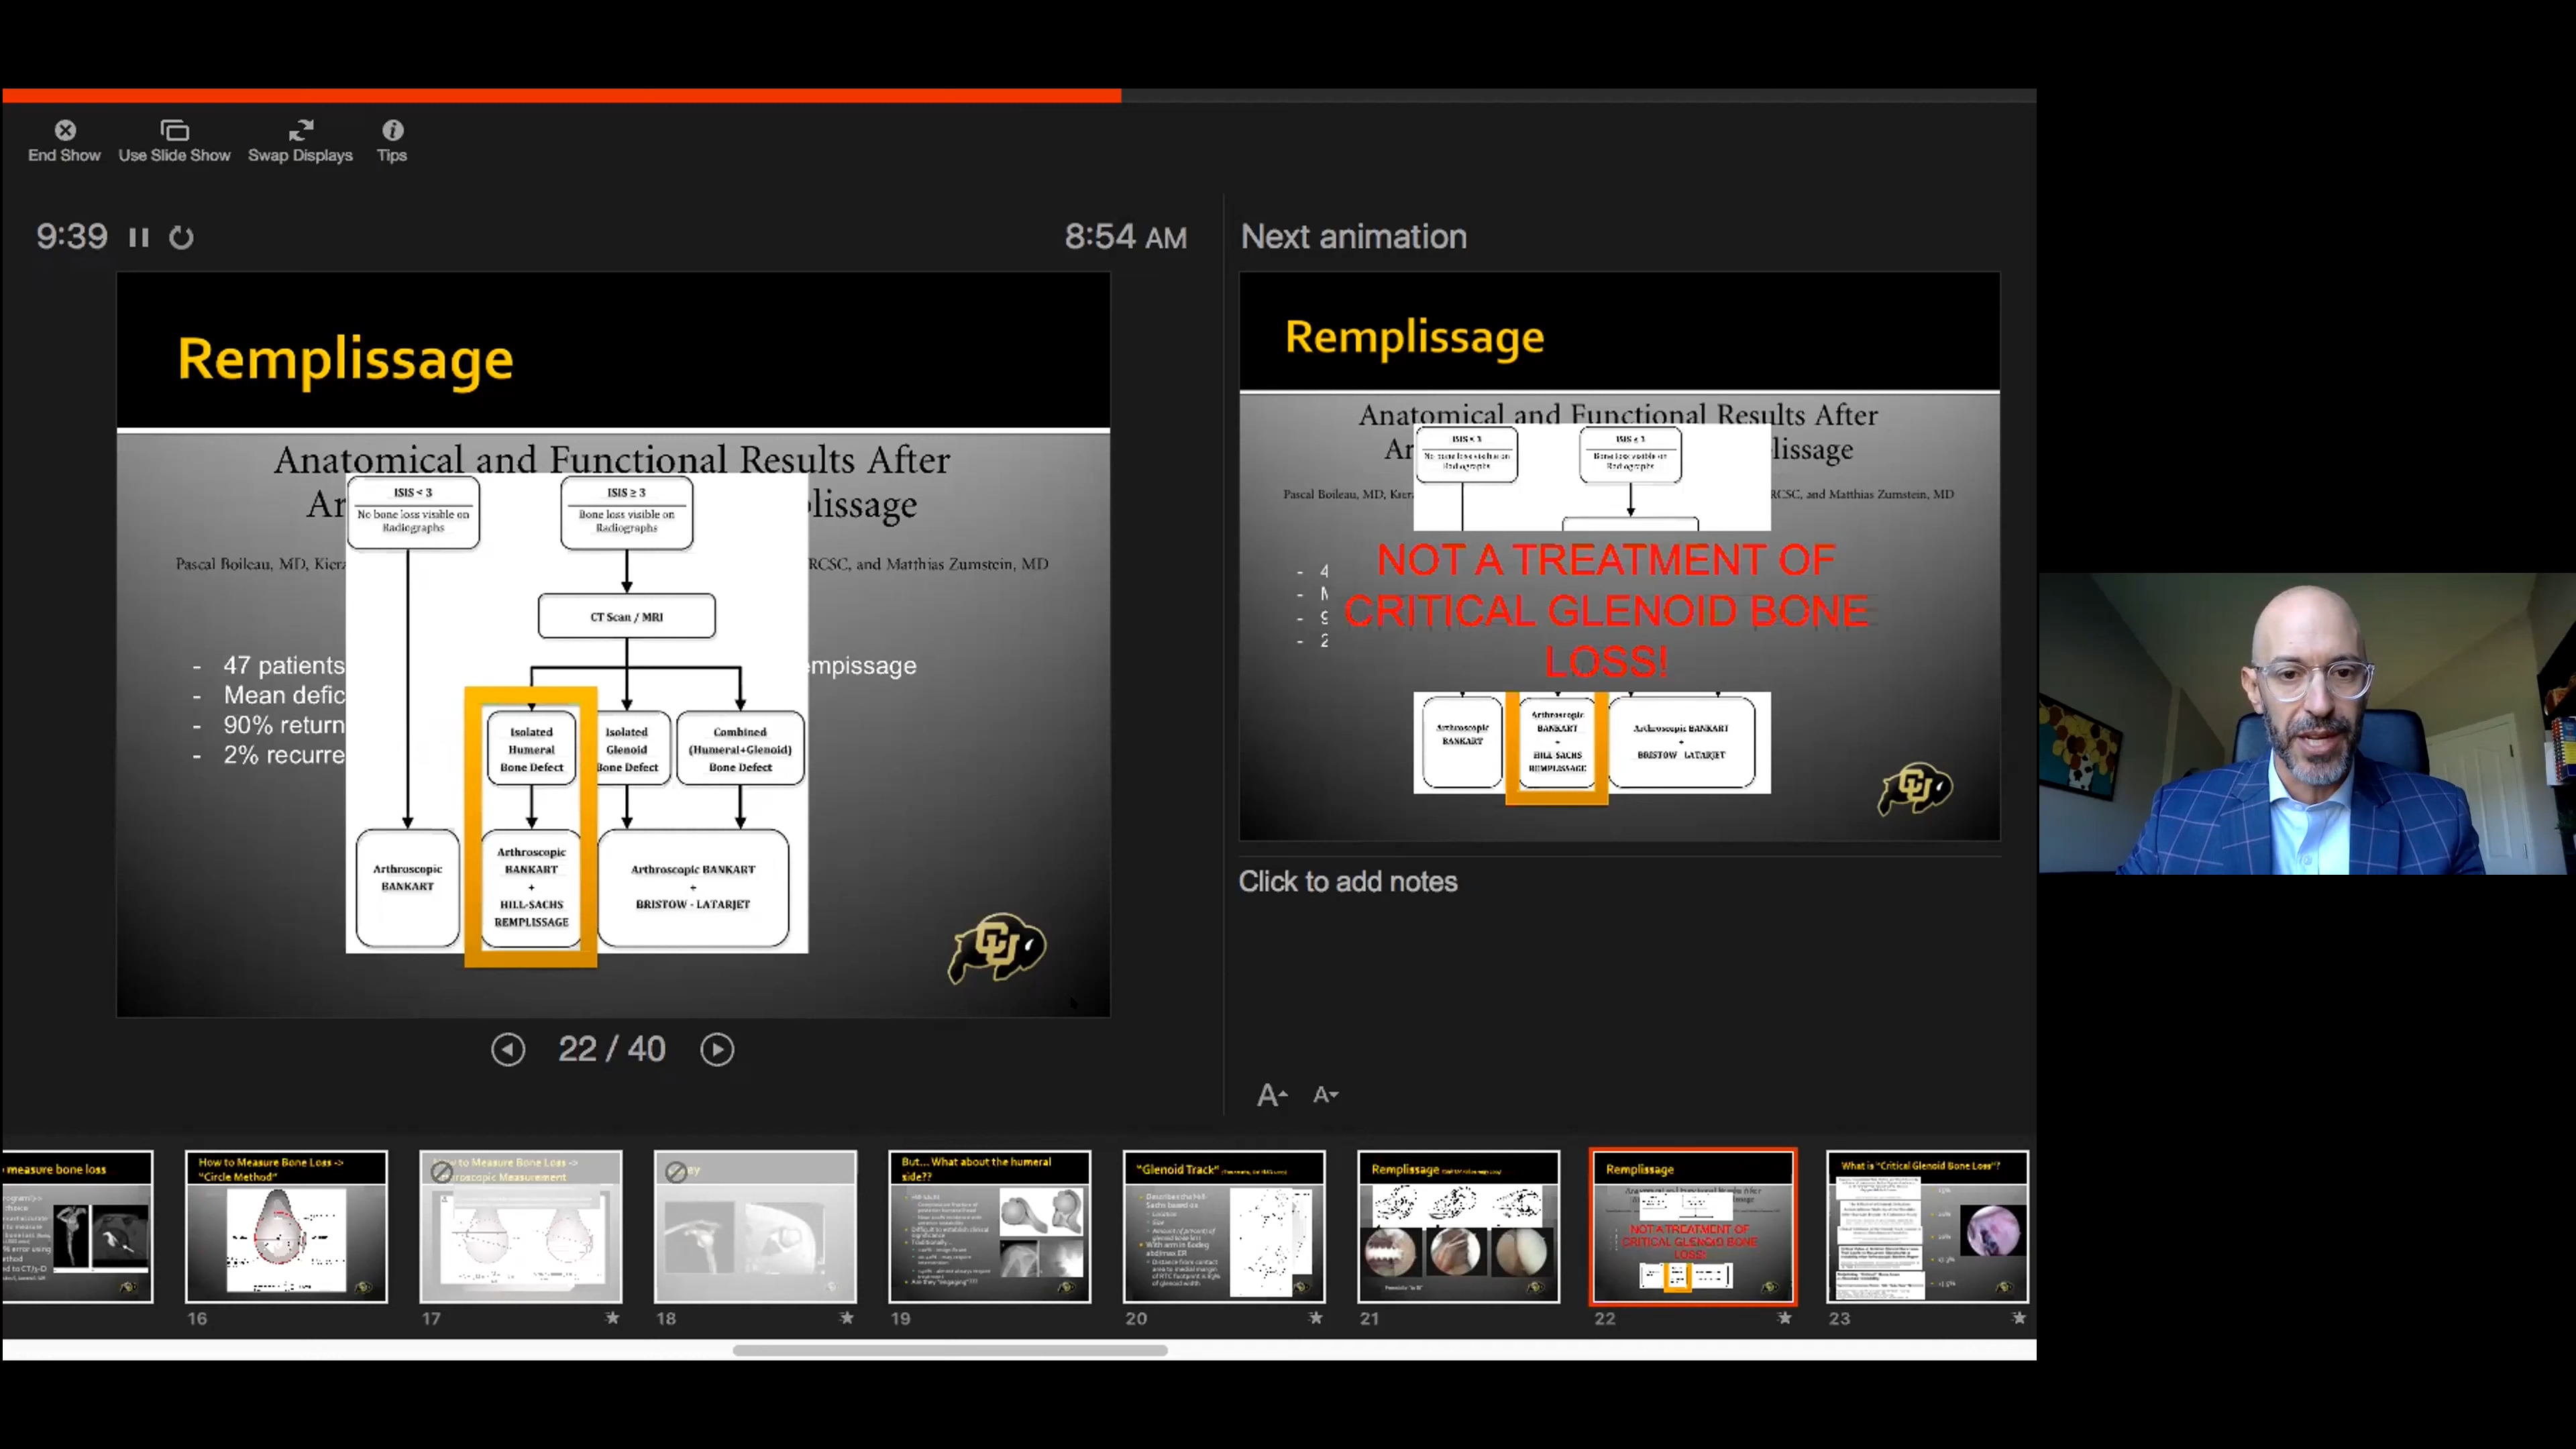 End Show
Use Slide Show
Swap Displays
Tips
9:39
8:54 AM
Remplissage
Anatomical and Functional Results After
Ar
plissage
Pascal Boileau, MD,
RCSC, and Matthias Zumstein, MD
- 47 patients
empissage
- Mean defic
- 90% return
- 2% recurre
ISIS < 3
No bone loss visible on
Radiographs
ISIS ≥ 3
Bone loss visible on
Radiographs
CT Scan / MRI
Isolated
Humeral
Bone Defect
Isolated
Glenoid
Bone Defect
Combined
(Humeral+Glenoid)
Bone Defect
Arthroscopic
BANKART
Arthroscopic
BANKART
+
HILL-SACHS
REMPLISSAGE
Arthroscopic BANKART
+
BRISTOW - LATARJET
CU
22 / 40
Next animation
Remplissage
Anatomical and Functional Results After
Ar
lissage
Pascal Boileau, MD,
RCSC, and Matthias Zumstein, MD
No bone loss visible on
Radiographs
Bone loss visible on
Radiographs
- 4
- 9
- 2
NOT A TREATMENT OF
CRITICAL GLENOID BONE
LOSS!
Arthroscopic
BANKART
Arthroscopic
BANKART
+
HILL-SACHS
REMPLISSAGE
Arthroscopic BANKART
+
BRISTOW - LATARJET
CU
Click to add notes
A
A
measure bone loss
How to Measure Bone Loss ->
"Circle Method"
16
to Measure Bone Loss ->
Arthroscopic Measurement
17
18
But... What about the humeral
side??
19
"Glenoid Track"
20
Remplissage
21
Remplissage
NOT A TREATMENT OF
CRITICAL GLENOID BONE
LOSS!
22
What is "Critical Glenoid Bone Loss"?
23